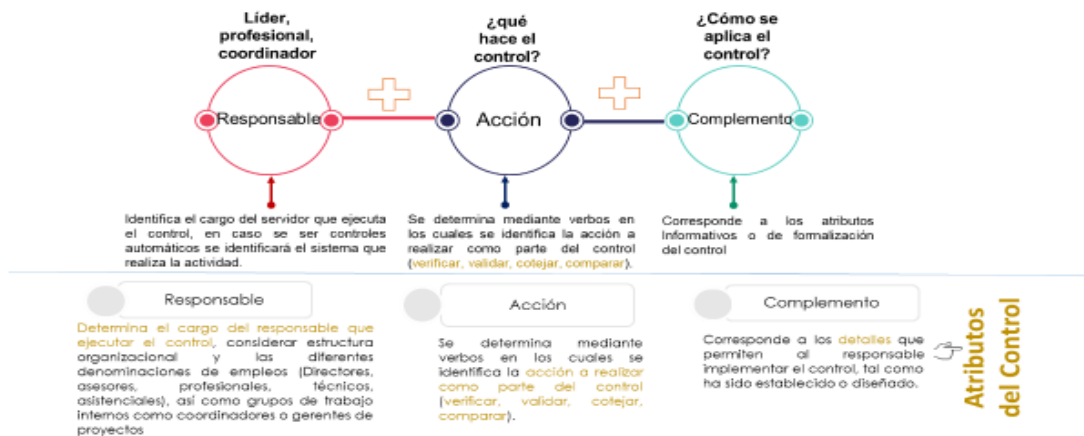 Líder,
profesional,
coordinador
¿qué
hace el
control?
¿Cómo se
aplica el
control?
Responsable
Acción
Complemento
Identifica el cargo del servidor que ejecuta
el control, en caso se ser controles
automáticos se identificará el sistema que
realiza la actividad.
Se determina mediante verbos en
los cuales se identifica la acción a
realizar como parte del control
(verificar, validar, cotejar, comparar).
Corresponde a los atributos
Informativos o de formalización
del control
Responsable
Acción
Complemento
Determina el cargo del responsable que
ejecutar el control, considerar estructura
organizacional y las diferentes
denominaciones de empleos (Directores,
asesores, profesionales, técnicos,
asistenciales), así como grupos de trabajo
internos como coordinadores o gerentes de
proyectos
Se determina mediante
verbos en los cuales se
identifica la acción a realizar
como parte del control
(verificar, validar, cotejar,
comparar).
Corresponde a los detalles que
permiten al responsable
implementar el control, tal como
ha sido establecido o diseñado.
Atributos
del Control